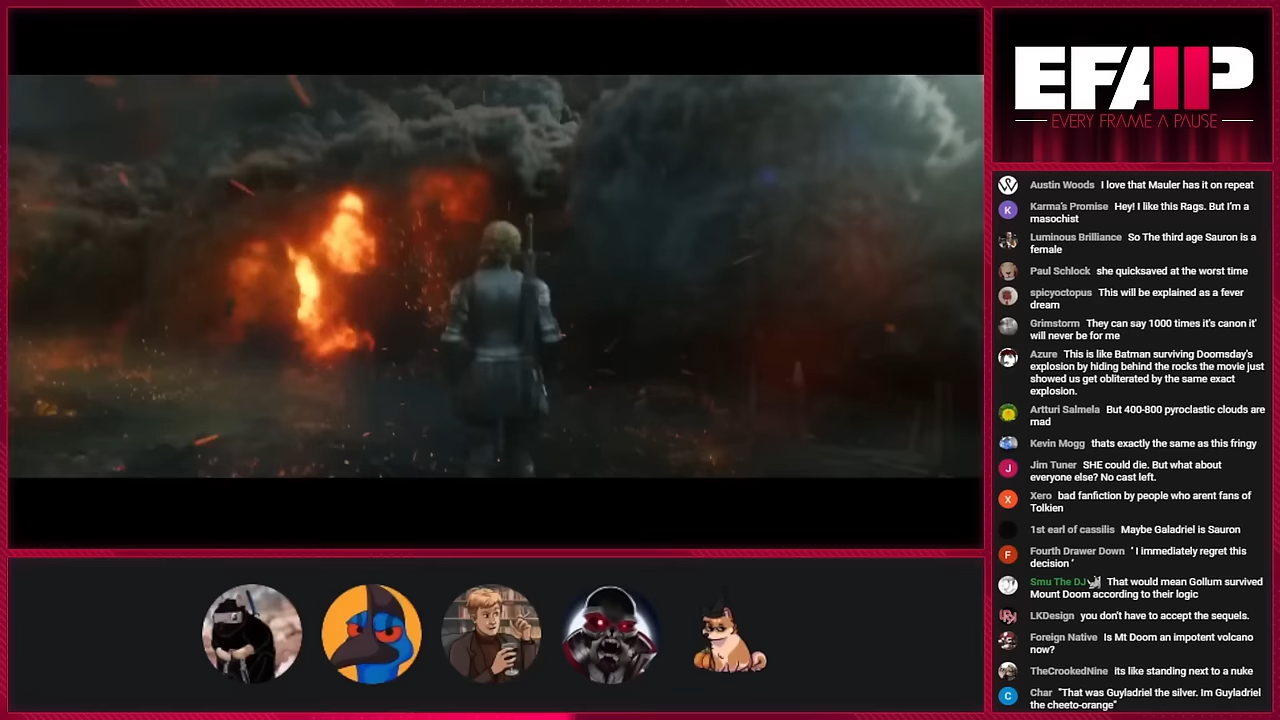 EFAP
EVERY FRAME A PAUSE
Austin Woods I love that Mauler has it on repeat
K Karma's Promise Hey! I like this Rags. But I'm a
masochist
Luminous Brilliance So The third age Sauron is a
female
Paul Schlock she quicksaved at the worst time
spicyoctopus This will be explained as a fever
dream
Grimstorm They can say 1000 times it's canon it'
will never be for me
Azure This is like Batman surviving Doomsday's
explosion by hiding behind the rocks the movie just
showed us get obliterated by the same exact
explosion.
Artturi Salmela But 400-800 pyroclastic clouds are
mad
Kevin Mogg thats exactly the same as this fringy
J Jim Tuner SHE could die. But what about
everyone else? No cast left.
X Xero bad fanfiction by people who arent fans of
Tolkien
1st earl of cassilis Maybe Galadriel is Sauron
F Fourth Drawer Down ' I immediately regret this
decision '
Smu The DJ That would mean Gollum survived
Mount Doom according to their logic
LKDesign you don't have to accept the sequels.
Foreign Native Is Mt Doom an impotent volcano
now?
TheCrookedNine its like standing next to a nuke
C Char "That was Guyladriel the silver. Im Guyladriel
the cheeto-orange"